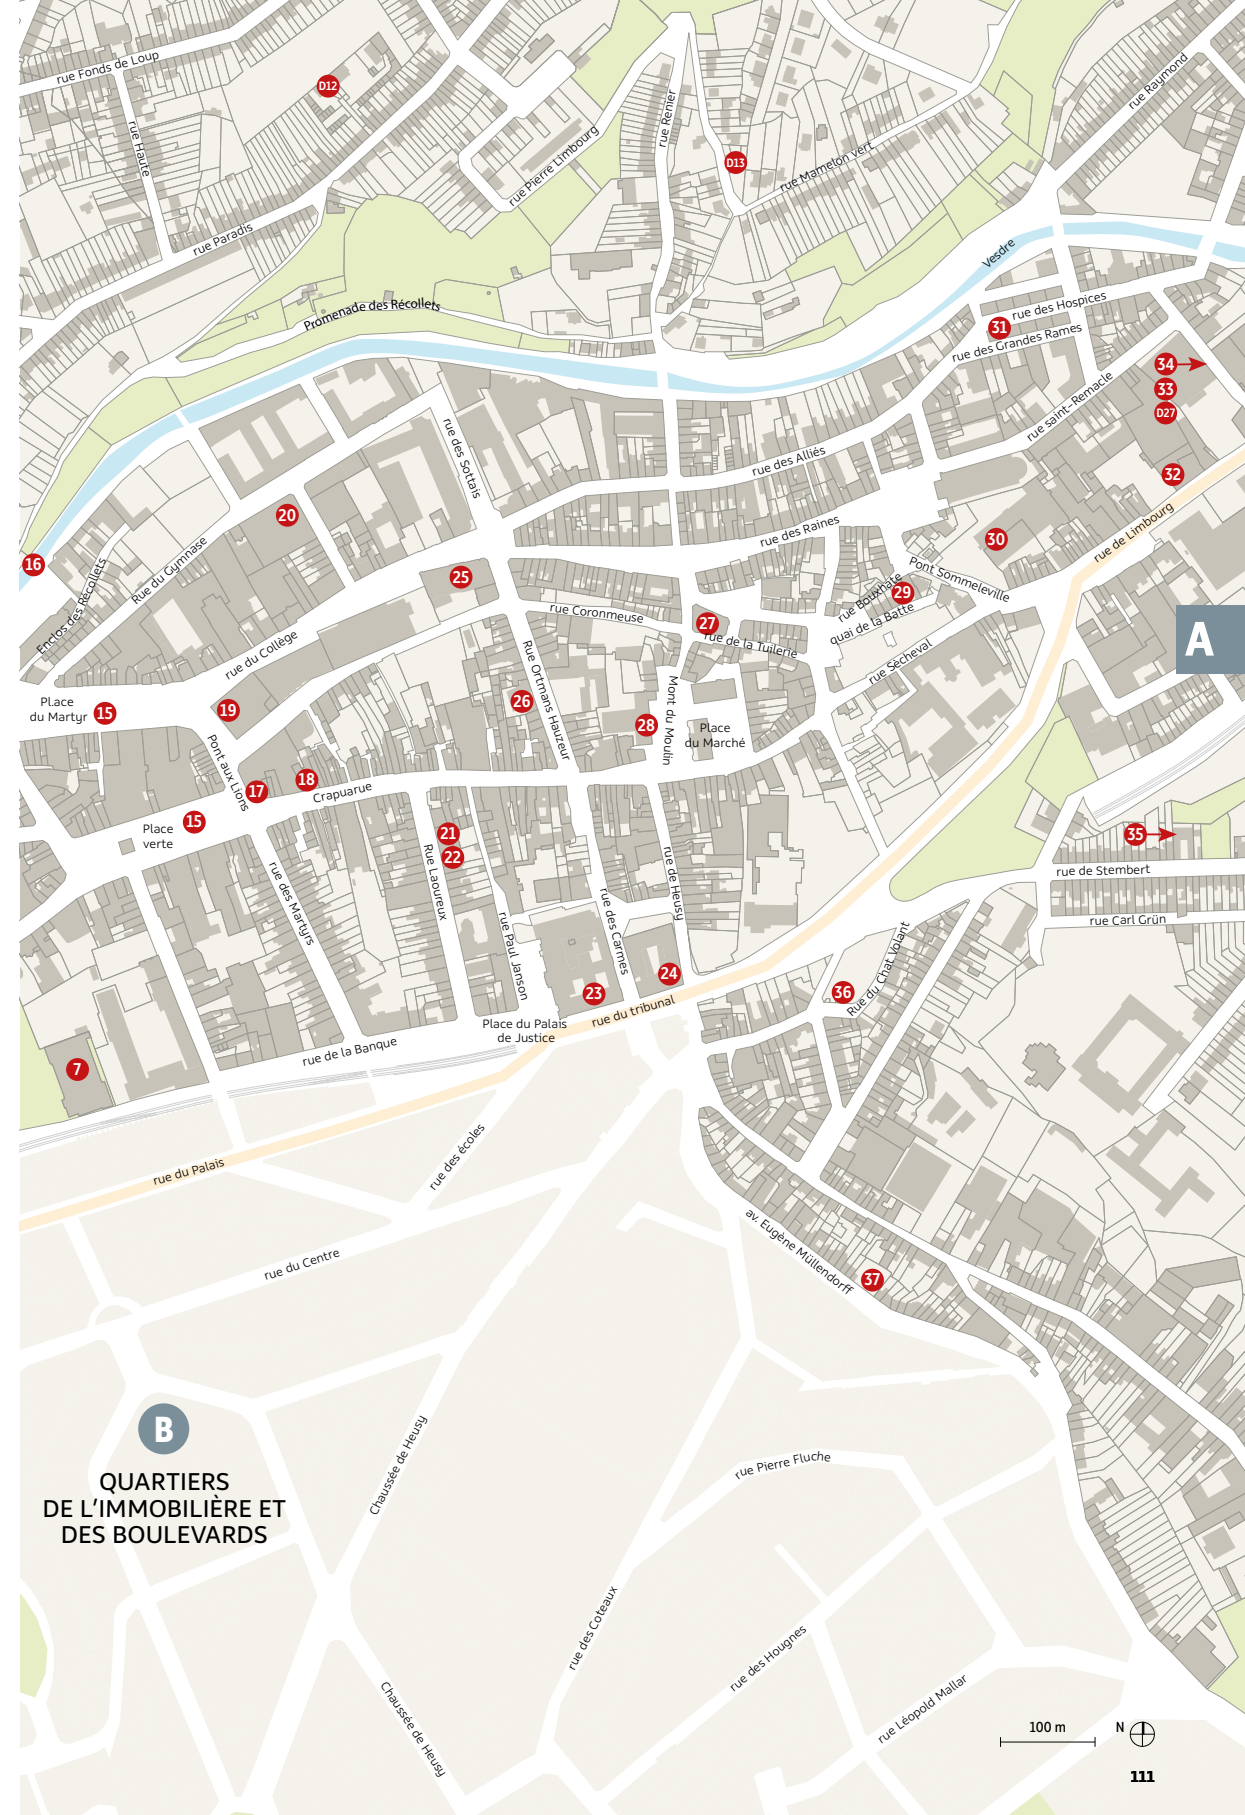 rue Fonds de Loup
D12
rue Haute
rue Paradis
rue Pierre Limbourg
rue Renier
D13
rue Mamelon vert
rue Raymond
Vesdre
Promenade des Récollets
31
rue des Hospices
rue des Grandes Rames
34
33
D27
rue saint-Remacle
32
rue des Sottais
rue des Alliés
20
rue des Raines
30
rue de Limbourg
16
Enclos des Récollets
Rue du Gymnase
25
Pont Sommeleville
rue Bouxhate
29
quai de la Batte
rue Coronmeuse
27
rue de la Tuilerie
A
rue du Collège
Rue Ortmans Hauzeur
rue Sècheval
Place
du Martyr
15
19
26
28
Mont du Moulin
Place
du Marché
Pont aux Lions
17
18
Crapuarue
15
Place
verte
21
22
35
rue de Stembert
rue des Martyrs
Rue Laoureux
rue Paul Janson
rue des Carmes
rue de Heusy
rue Carl Grün
24
23
36
Rue du Chat Volant
rue du tribunal
Place du Palais
de Justice
rue de la Banque
7
rue du Palais
rue des écoles
av. Eugène Müllendorff
37
rue du Centre
B
QUARTIERS
DE L'IMMOBILIÈRE ET
DES BOULEVARDS
Chaussée de Heusy
rue Pierre Fluche
rue des Coteaux
rue des Hougnes
rue Léopold Mallar
Chaussée de Heusy
100 m
N
111